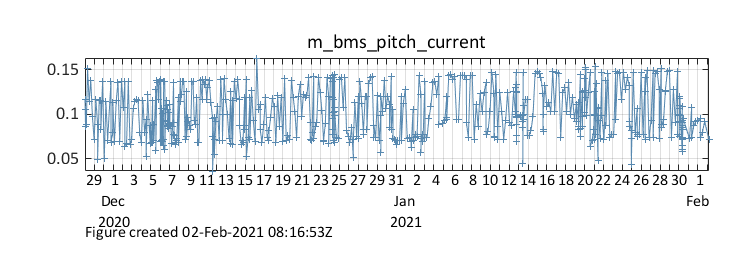 m_bms_pitch_current
0.15
0.1
0.05
29 1 3 5 7 9 11 13 15 17 19 21 23 25 27 29 31 2 4 6 8 10 12 14 16 18 20 22 24 26 28 30 1
Dec Jan Feb
2020 2021
Figure created 02-Feb-2021 08:16:53Z